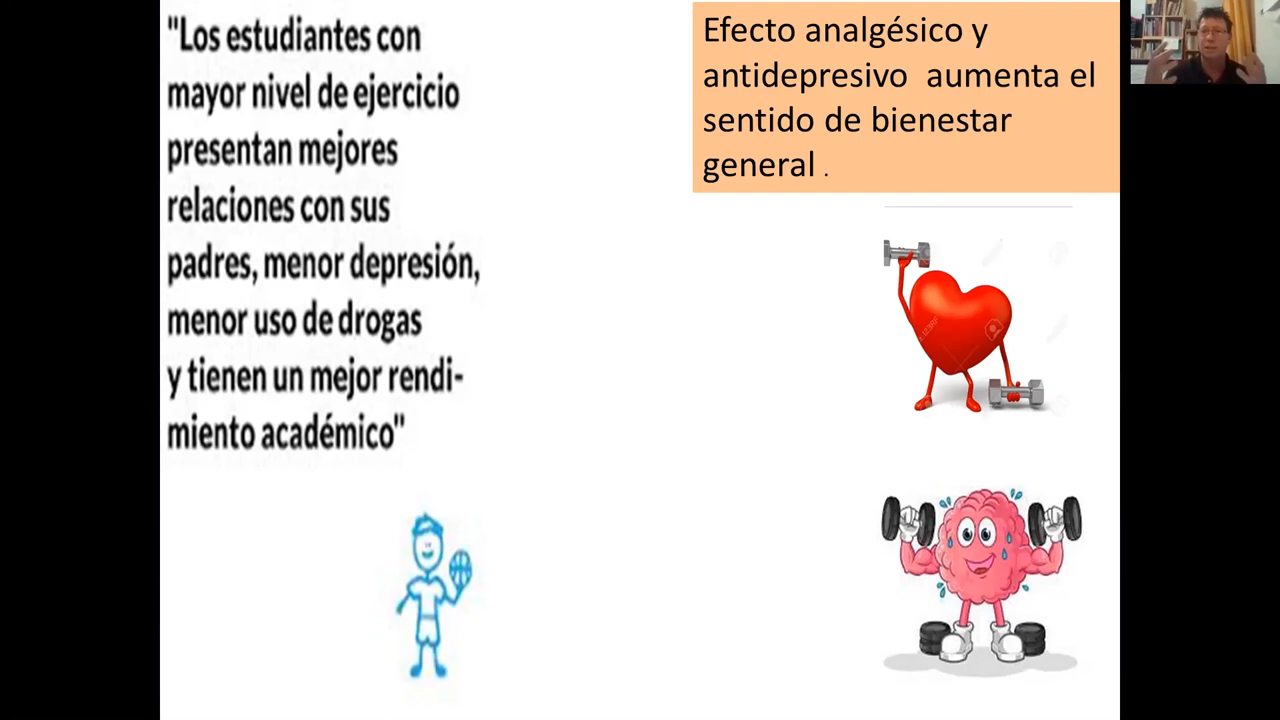 "Los estudiantes con
mayor nivel de ejercicio
presentan mejores
relaciones con sus
padres, menor depresión,
menor uso de drogas
y tienen un mejor rendi-
miento académico"
Efecto analgésico y
antidepresivo aumenta el
sentido de bienestar
general .
123RF